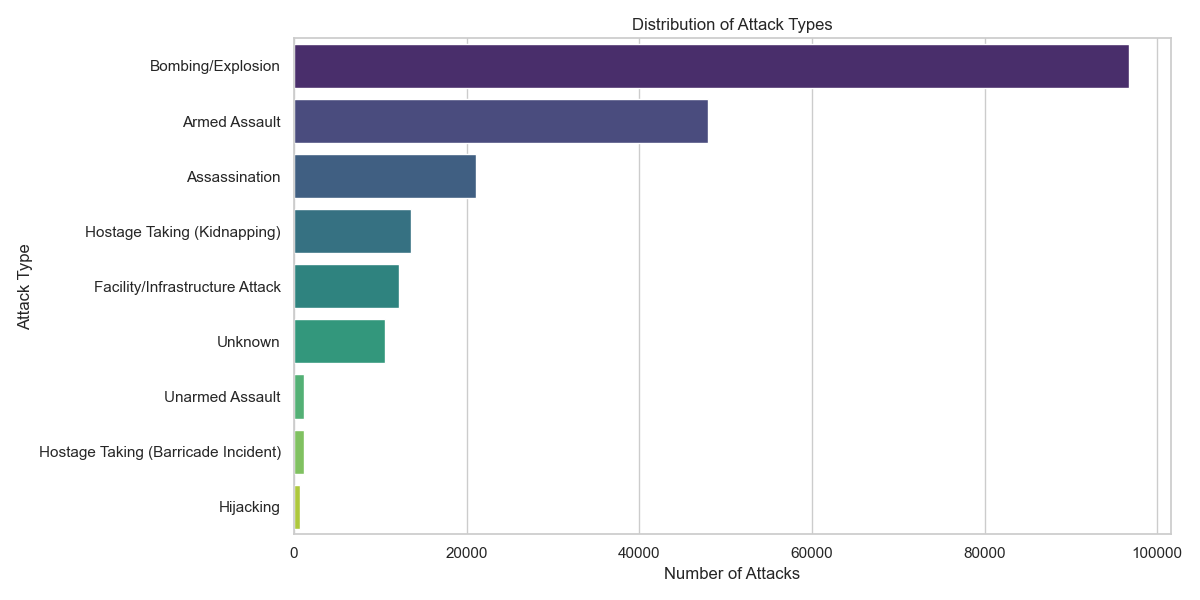 Distribution of Attack Types
Attack Type
Bombing/Explosion
Armed Assault
Assassination
Hostage Taking (Kidnapping)
Facility/Infrastructure Attack
Unknown
Unarmed Assault
Hostage Taking (Barricade Incident)
Hijacking
0 20000 40000 60000 80000 100000
Number of Attacks